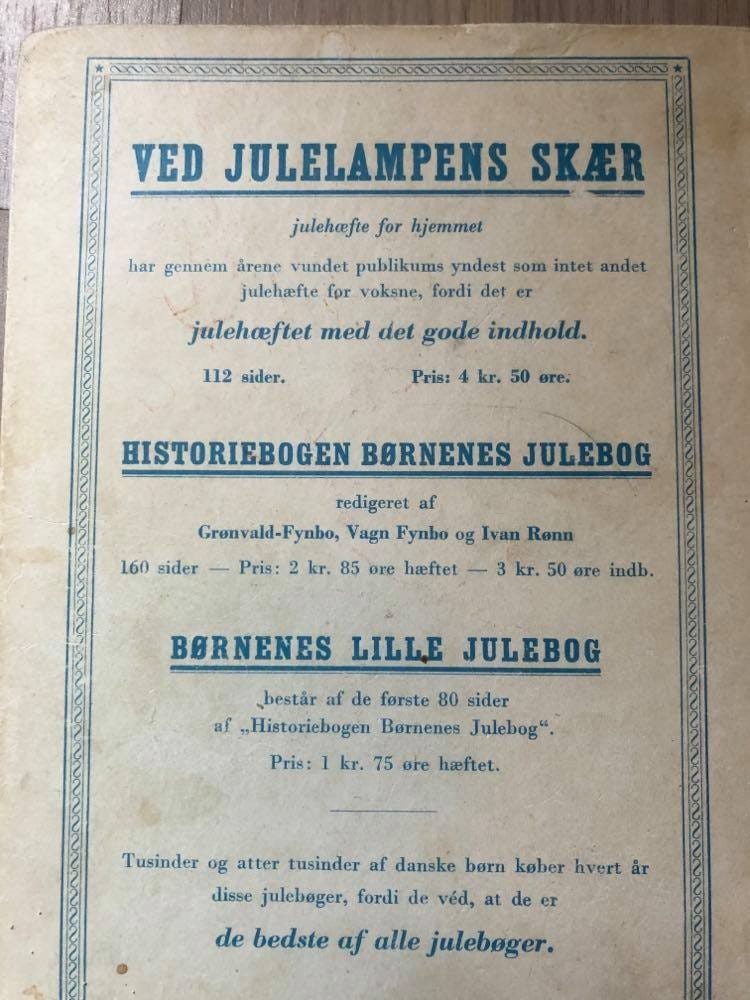 VED JULELAMPENS SKÆR
julehæfte for hjemmet
har gennem årene vundet publikums yndest som intet andet
julehæfte for voksne, fordi det er
julehæftet med det gode indhold.
112 sider. Pris: 4 kr. 50 øre.
HISTORIEBOGEN BØRNENES JULEBOG
redigeret af
Grønvald-Fynbo, Vagn Fynbo og Ivan Rønn
160 sider — Pris: 2 kr. 85 øre hæftet — 3 kr. 50 øre indb.
BØRNENES LILLE JULEBOG
består af de første 80 sider
af „Historiebogen Børnenes Julebog“.
Pris: 1 kr. 75 øre hæftet.
Tusinder og atter tusinder af danske børn køber hvert år
disse julebøger, fordi de véd, at de er
de bedste af alle julebøger.